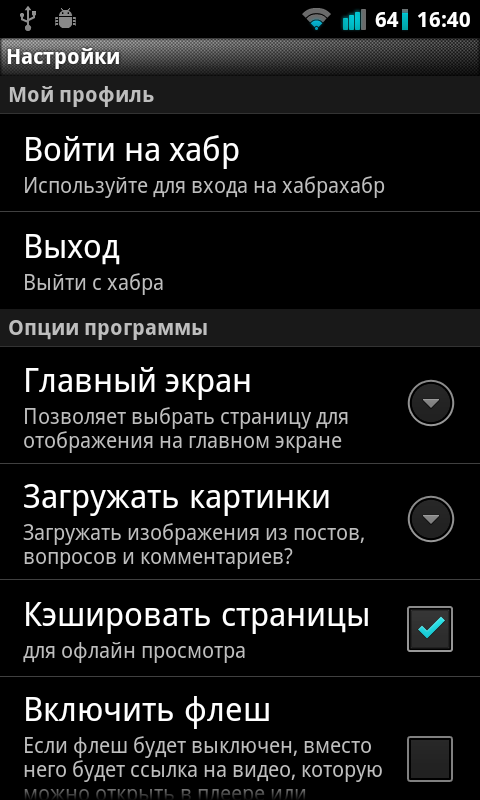 64 16:40
Настройки
Мой профиль
Войти на хабр
Используйте для входа на хабрахабр
Выход
Выйти с хабра
Опции программы
Главный экран
Позволяет выбрать страницу для
отображения на главном экране
Загружать картинки
Загружать изображения из постов,
вопросов и комментариев?
Кэшировать страницы
для офлайн просмотра
Включить флеш
Если флеш будет выключен, вместо
него будет ссылка на видео, которую
можно открыть в плеере или